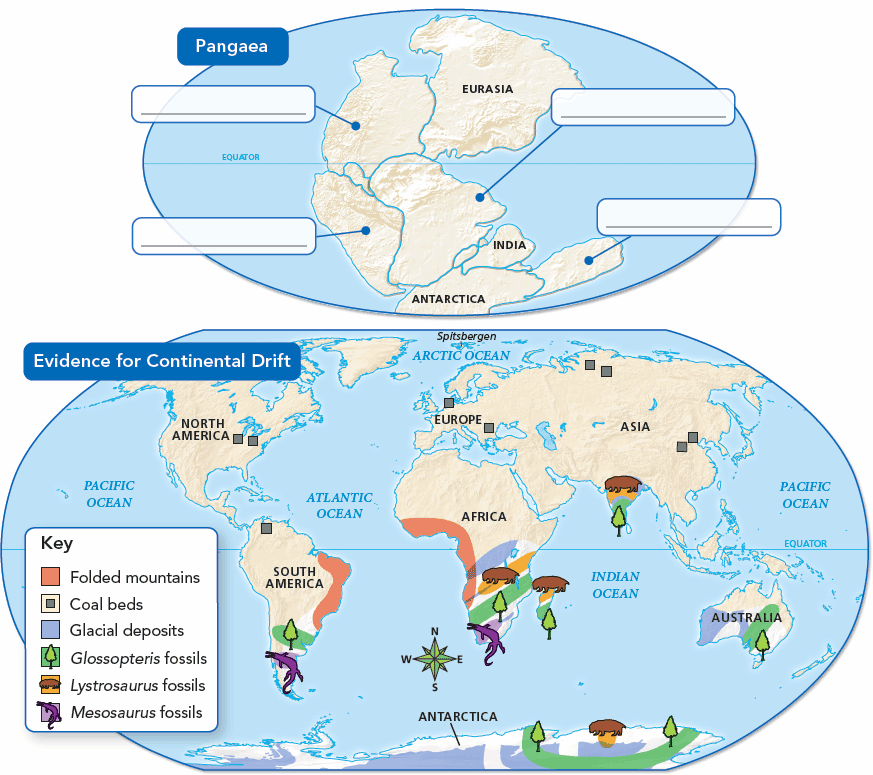 Pangaea
EURASIA
EQUATOR
INDIA
ANTARCTICA
Evidence for Continental Drift
Spitsbergen
ARCTIC OCEAN
NORTH
AMERICA
EUROPE
ASIA
PACIFIC
OCEAN
ATLANTIC
OCEAN
AFRICA
PACIFIC
OCEAN
EQUATOR
SOUTH
AMERICA
INDIAN
OCEAN
AUSTRALIA
N
W
E
S
ANTARCTICA
Key
Folded mountains
Coal beds
Glacial deposits
Glossopteris fossils
Lystrosaurus fossils
Mesosaurus fossils